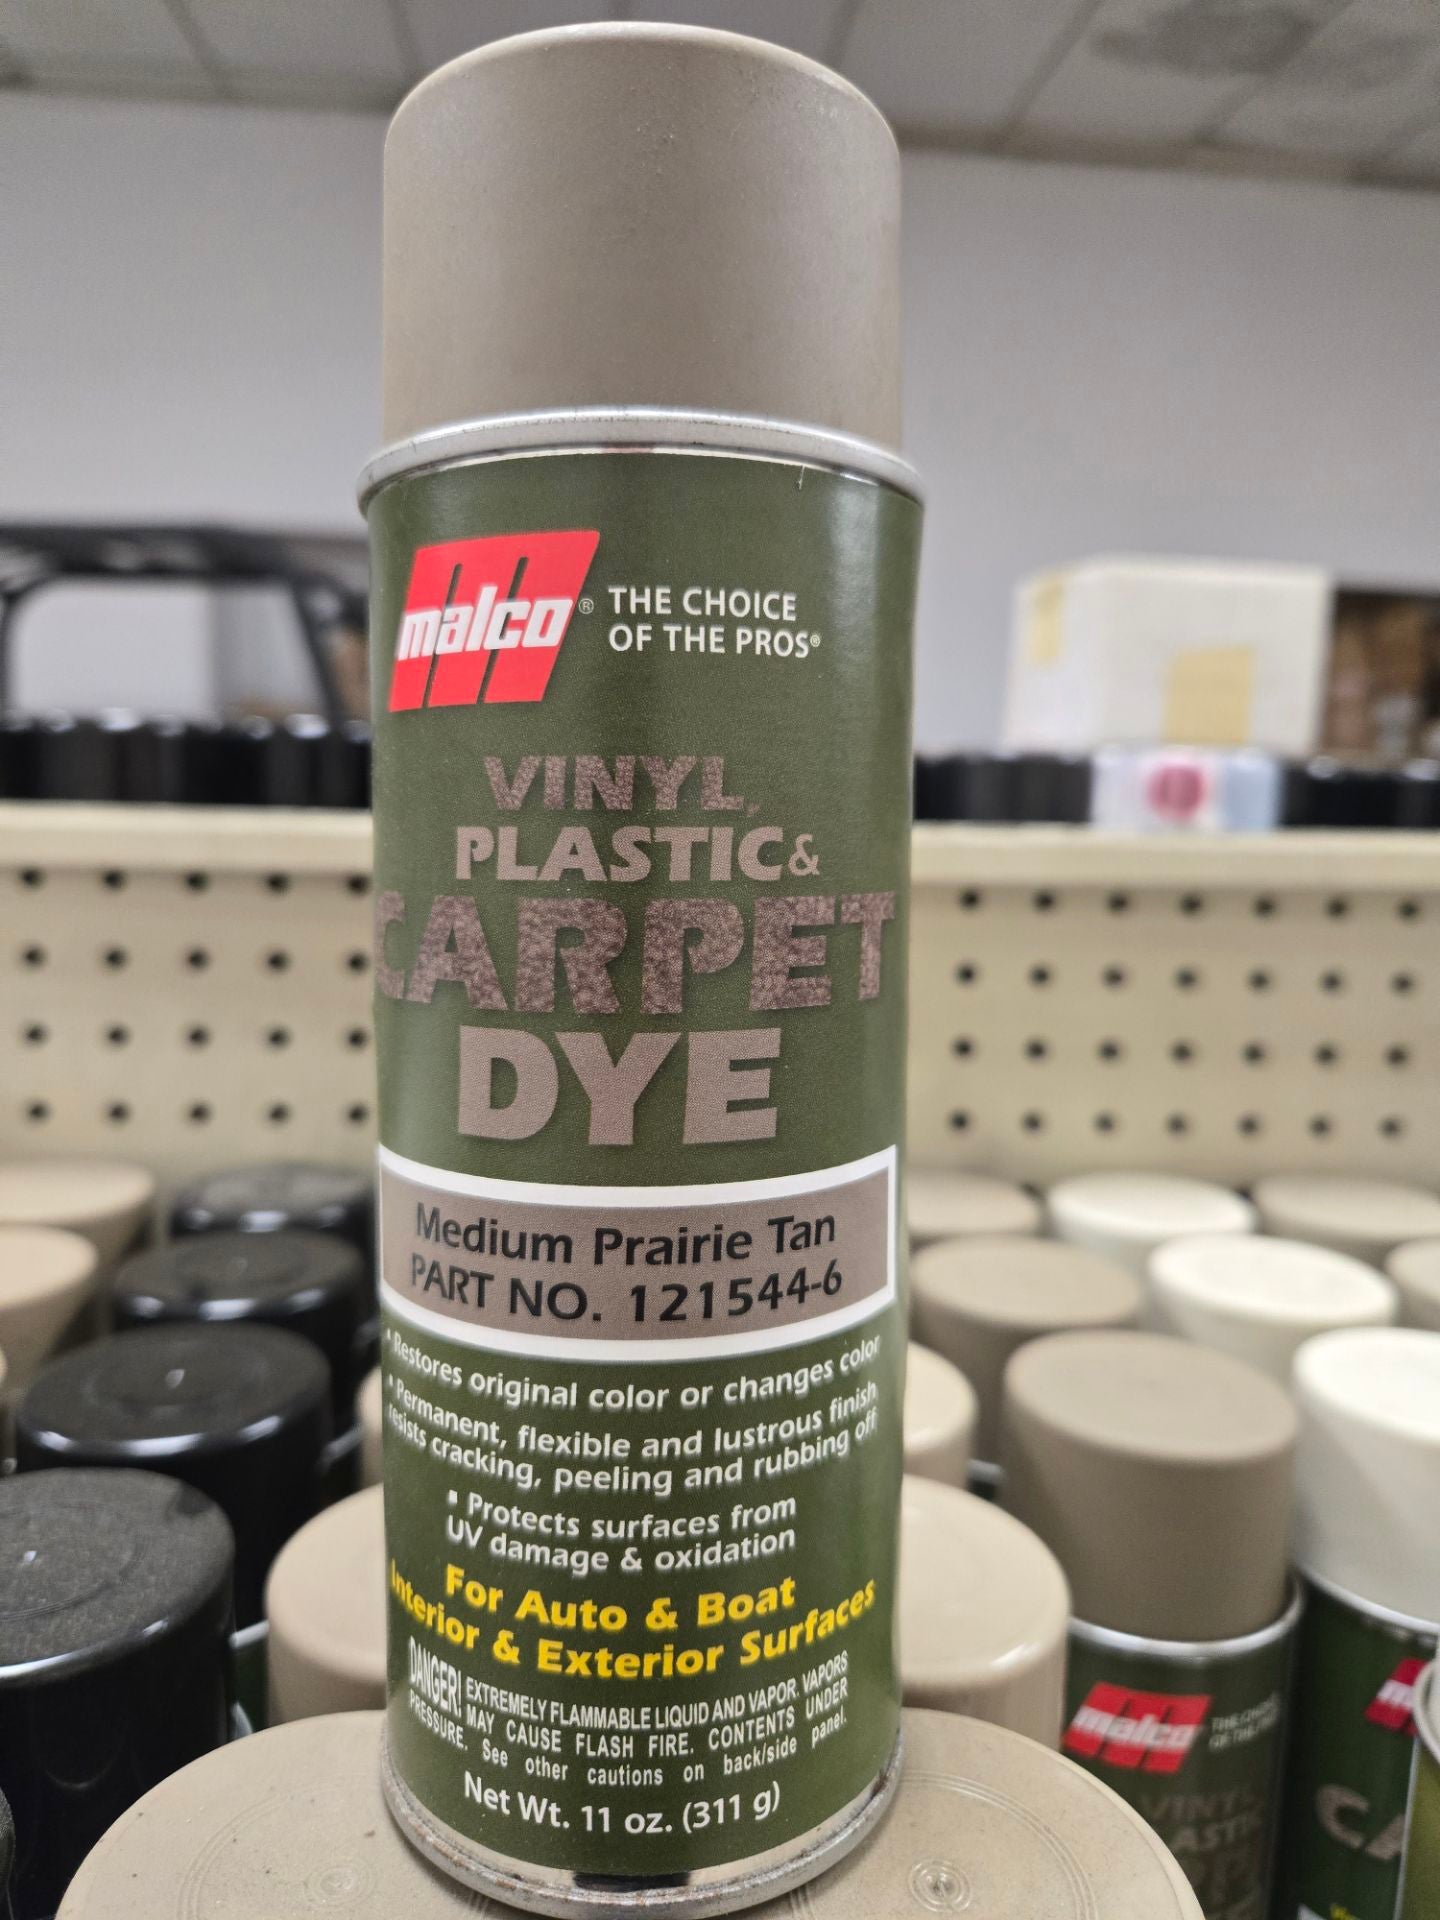 malco® THE CHOICE
OF THE PROS®
VINYL,
PLASTIC &
CARPET
DYE
Medium Prairie Tan
PART NO. 121544-6
• Restores original color or changes color
• Permanent, flexible and lustrous finish
resists cracking, peeling and rubbing off
• Protects surfaces from
UV damage & oxidation
For Auto & Boat
Interior & Exterior Surfaces
DANGER! EXTREMELY FLAMMABLE LIQUID AND VAPOR. VAPORS
MAY CAUSE FLASH FIRE. CONTENTS UNDER
PRESSURE. See other cautions on back/side panel.
Net Wt. 11 oz. (311 g)
malco
VINYL